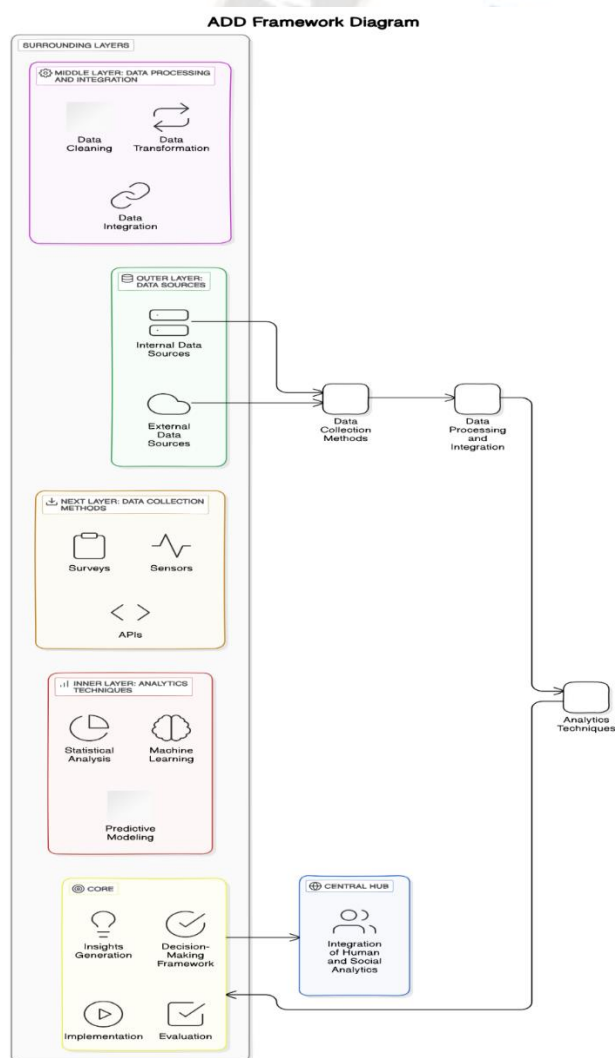 ADD Framework Diagram
SURROUNDING LAYERS
MIDDLE LAYER: DATA PROCESSING
AND INTEGRATION
Data
Cleaning
Data
Transformation
Data
Integration
OUTER LAYER:
DATA SOURCES
Internal Data
Sources
External
Data
Sources
Data
Collection
Methods
Data
Processing
and
Integration
NEXT LAYER: DATA COLLECTION
METHODS
Surveys
Sensors
APIs
INNER LAYER: ANALYTICS
TECHNIQUES
Statistical
Analysis
Machine
Learning
Predictive
Modeling
Analytics
Techniques
CORE
Insights
Generation
Decision-
Making
Framework
Implementation
Evaluation
CENTRAL HUB
Integration
of Human
and Social
Analytics